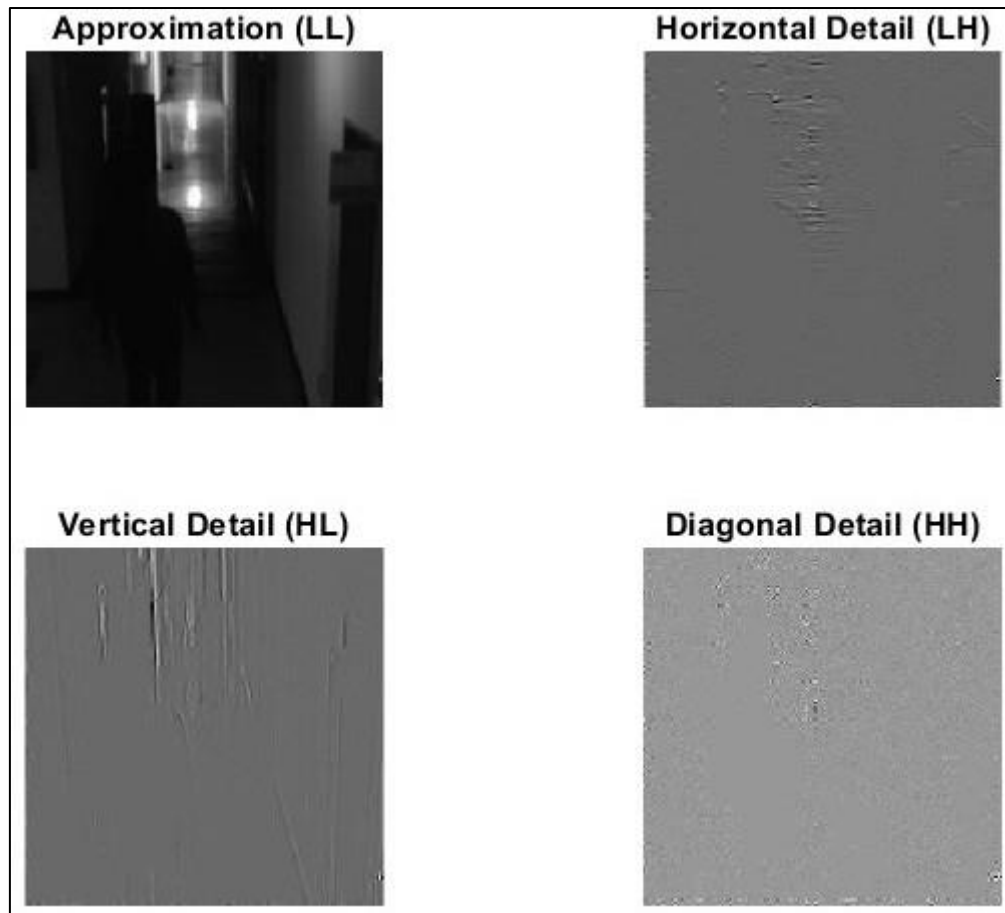 Approximation (LL)
Horizontal Detail (LH)
Vertical Detail (HL)
Diagonal Detail (HH)